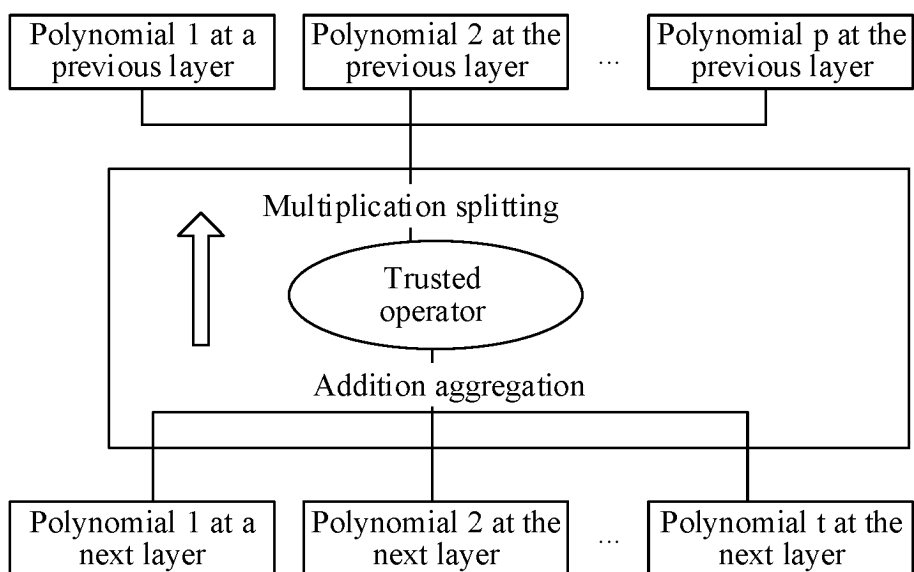 Polynomial 1 at a
previous layer
Polynomial 2 at the
previous layer
...
Polynomial p at the
previous layer
Multiplication splitting
Trusted
operator
Addition aggregation
Polynomial 1 at a
next layer
Polynomial 2 at the
next layer
...
Polynomial t at the
next layer